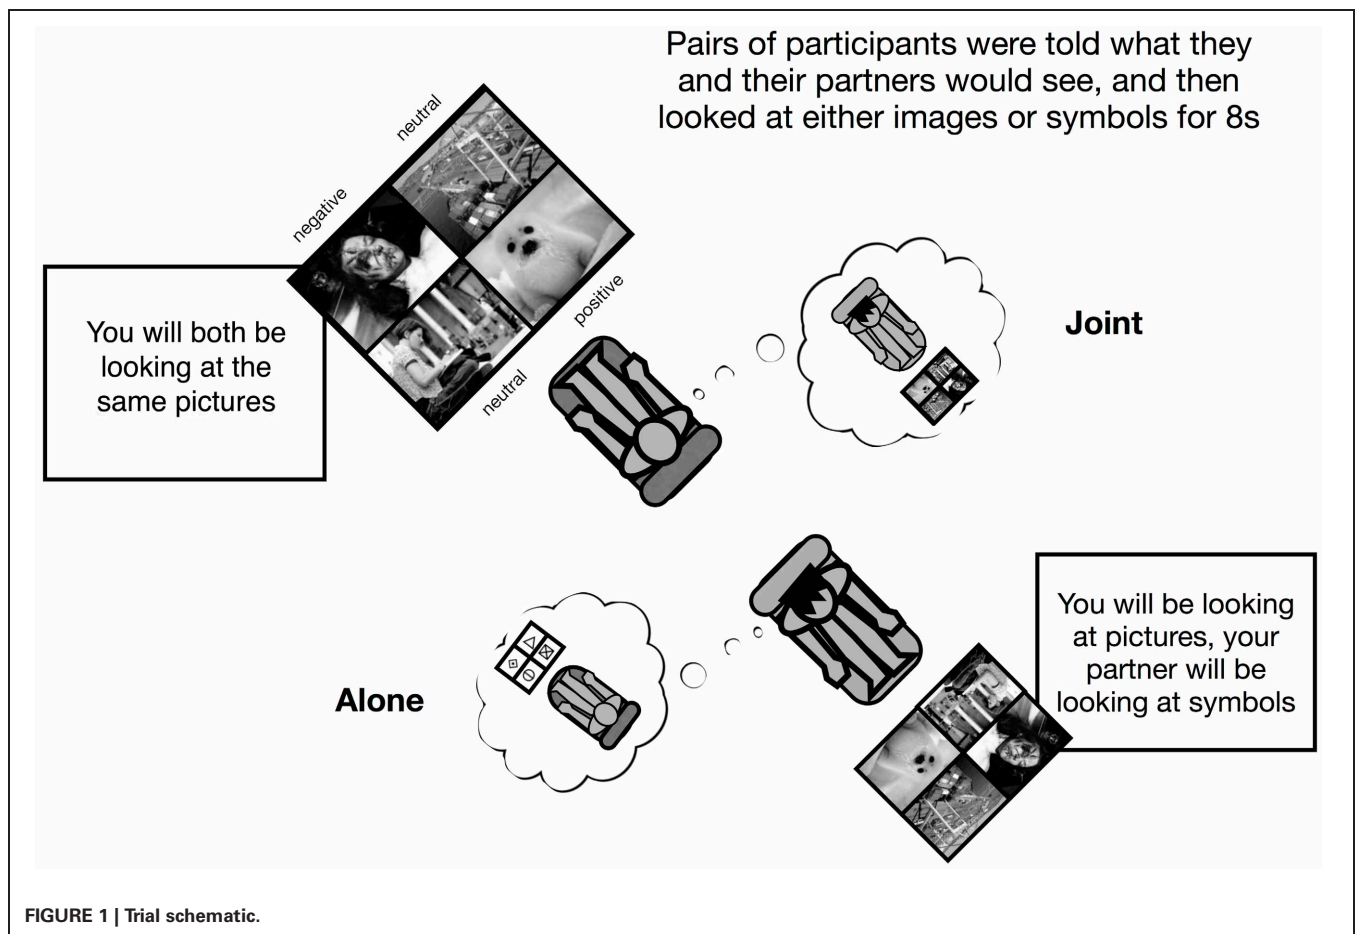 Pairs of participants were told what they
and their partners would see, and then
looked at either images or symbols for 8s
neutral
negative
positive
neutral
You will both be
looking at the
same pictures
Joint
Alone
You will be looking
at pictures, your
partner will be
looking at symbols
FIGURE 1 | Trial schematic.